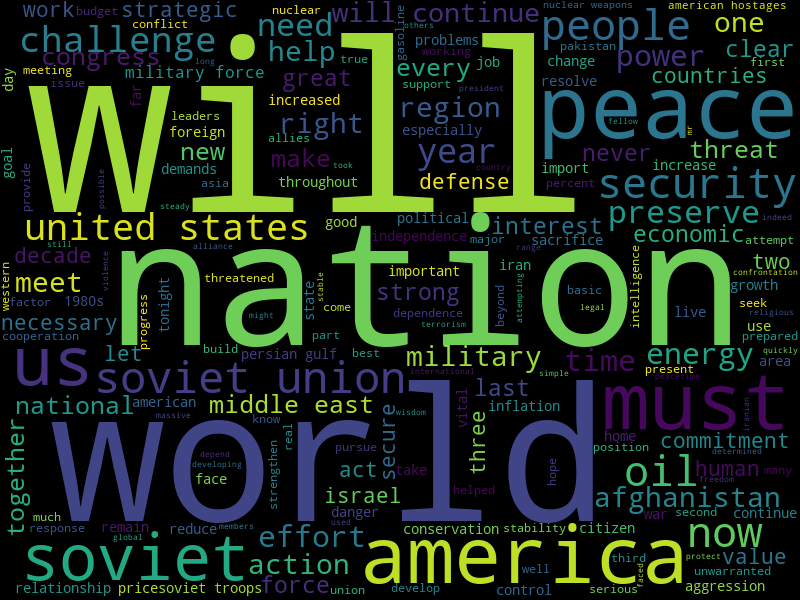 work budget strategic
nuclear
need
will continue
nuclear weapons
american hostages
people one
challenge
conflict
others
congress
long
help
true
gasoline
problems
working
pakistan
power clear
first
day
meeting
issue
military force
far
great
every job
support
president
change
resolve
countries
will
increased
leaders
foreign
allies
right
region
especially
peace
fellow
mr
never threat
goal
new
make
took
year
import increase
provide
possible
demands
asia
steady
throughout
defense
country
percent
security
united states
good
political
interest
sacrifice
preserve
indeed
still
alliance
independence
major
range
economic
attempt
decade
western
violence
threatened
nation
important
iran
intelligence
two
confrontation
meet
factor 1980s
progress
tonight
state
stable
strong
beyond
attempting
basic
growth
seek
religious
might
come
dependence
terrorism
legal
live
use
prepared
necessary
cooperation
build
part
persian gulf
best
military
time
energy
quickly
area
us
let
soviet union
international
simple
present
peacetime
national
american
massive
middle east
last
inflation
must
iranian
together
world
know
real
strengthen
secure
wisdom
vital
three
hope
home
position
commitment
determined
depend
developing
face
pursue
act
take
helped
oil
human many
freedom
israel
danger
afghanistan
much
response
remain
members
global
reduce
used
conservation
stability
citizen
war
second
continue
protect
soviet
effort
action
america
well
third
faced
now
value
unwarranted
relationship
price
soviet troops
force
union
develop
control
serious
aggression